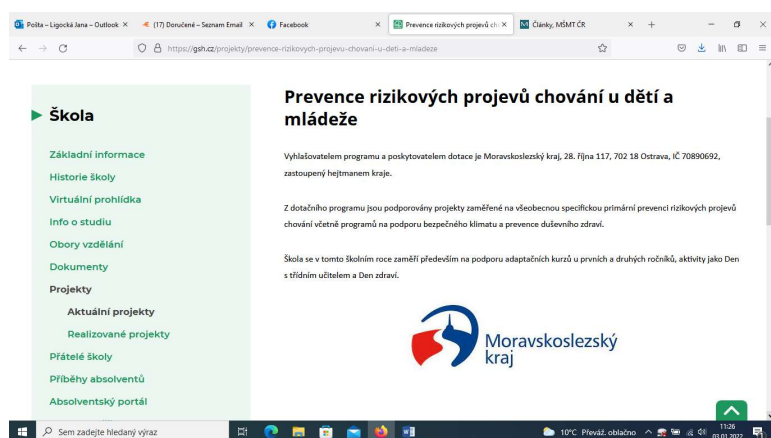 Pošta – Ligocká Jana – Outlook
(17) Doručené – Seznam Email
Facebook
Prevence rizikových projevů ch
Články, MŠMT ČR
https://gsh.cz/projekty/prevence-rizikovych-projevu-chovani-u-deti-a-mladeze
Škola
Základní informace
Historie školy
Virtuální prohlídka
Info o studiu
Obory vzdělání
Dokumenty
Projekty
Aktuální projekty
Realizované projekty
Přátelé školy
Příběhy absolventů
Absolventský portál
Prevence rizikových projevů chování u dětí a
mládeže
Vyhlašovatelem programu a poskytovatelem dotace je Moravskoslezský kraj, 28. října 117, 702 18 Ostrava, IČ 70890692,
zastoupený hejtmanem kraje.
Z dotačního programu jsou podporovány projekty zaměřené na všeobecnou specifickou primární prevenci rizikových projevů
chování včetně programů na podporu bezpečného klimatu a prevence duševního zdraví.
Škola se v tomto školním roce zaměří především na podporu adaptačních kurzů u prvních a druhých ročníků, aktivity jako Den
s třídním učitelem a Den zdraví.
Moravskoslezský
kraj
Sem zadejte hledaný výraz
10°C Převáž. oblačno
11:26
03.01.2022